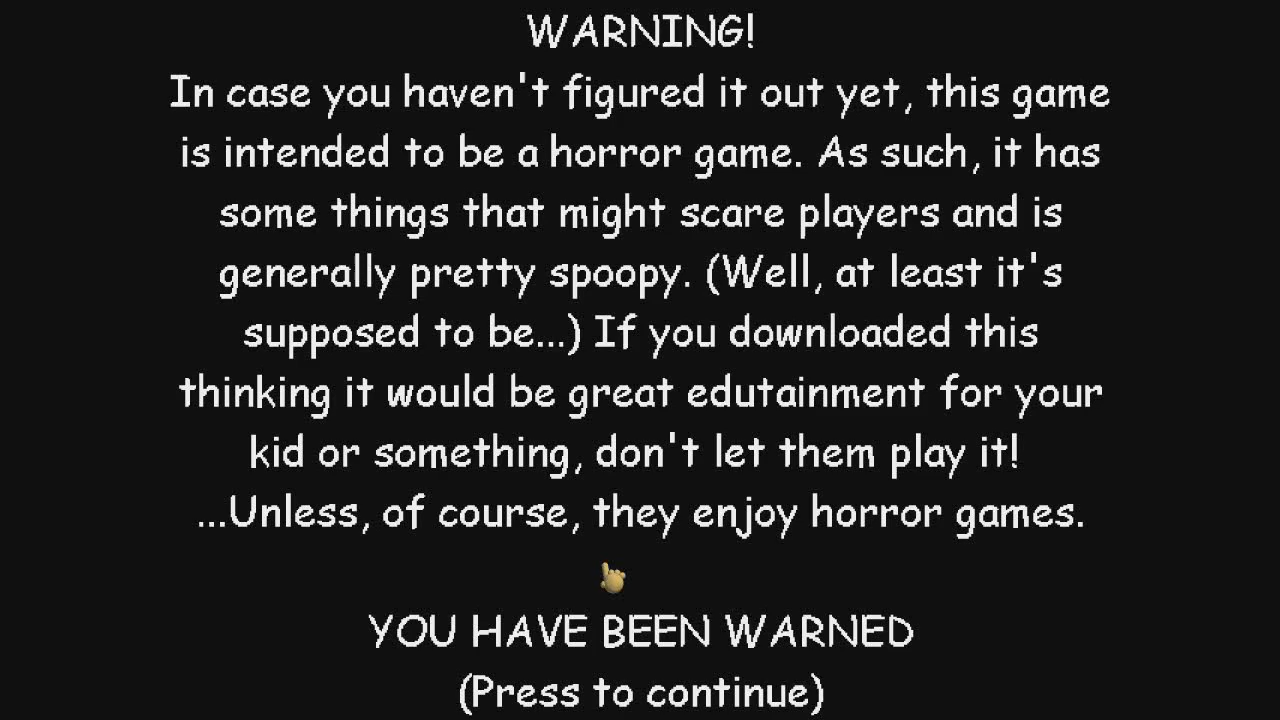 WARNING!
In case you haven't figured it out yet, this game
is intended to be a horror game. As such, it has
some things that might scare players and is
generally pretty spoopy. (Well, at least it's
supposed to be...) If you downloaded this
thinking it would be great edutainment for your
kid or something, don't let them play it!
...Unless, of course, they enjoy horror games.
YOU HAVE BEEN WARNED
(Press to continue)